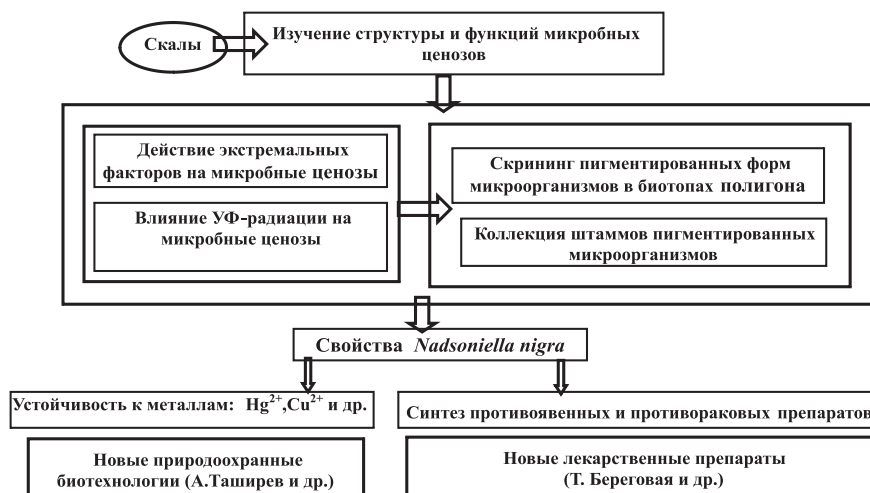 Скалы
Изучение структуры и функций микробных
ценозов
Действие экстремальных
факторов на микробные ценозы
Влияние УФ-радиации на
микробные ценозы
Скрининг пигментированных форм
микроорганизмов в биотопах полигона
Коллекция штаммов пигментированных
микроорганизмов
Свойства Nadsoniella nigra
Устойчивость к металлам: Hg²⁺,Cu²⁺ и др.
Синтез противоявенных и противораковых препаратов
Новые природоохранные
биотехнологии (А.Таширев и др.)
Новые лекарственные препараты
(Т. Береговая и др.)